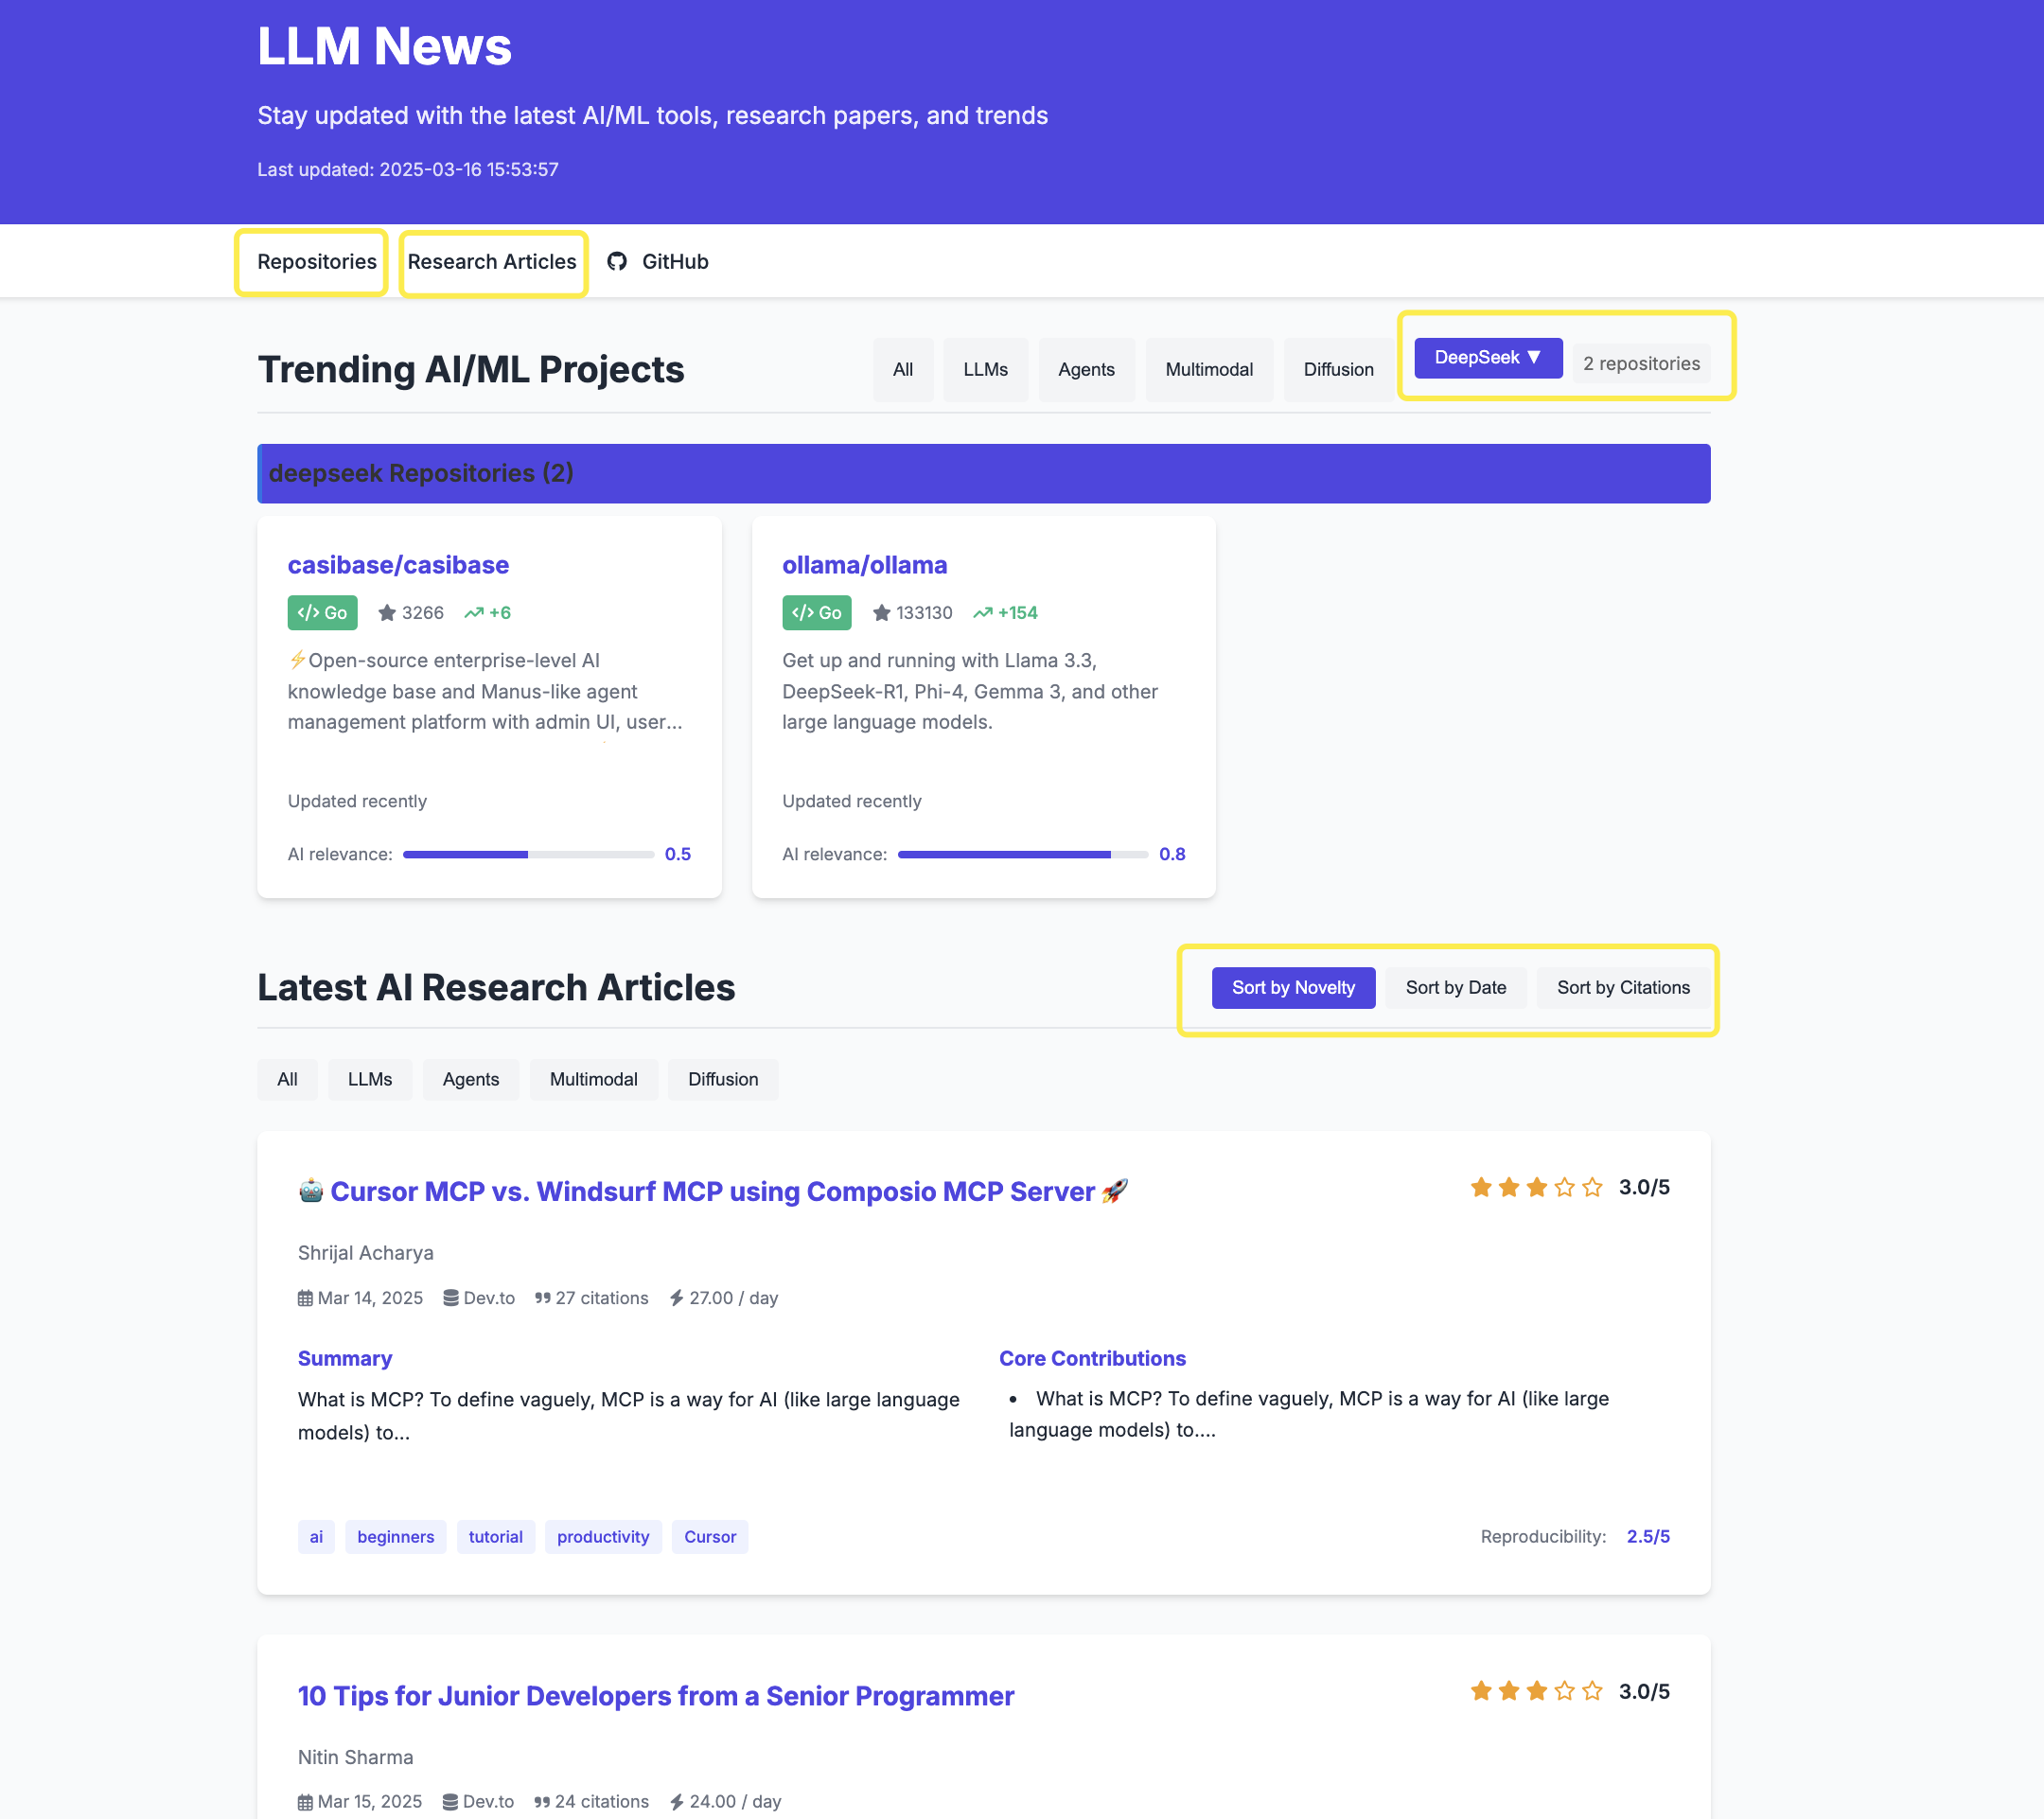 LLM News
Stay updated with the latest AI/ML tools, research papers, and trends
Last updated: 2025-03-16 15:53:57
Repositories Research Articles GitHub
Trending AI/ML Projects All LLMs Agents Multimodal Diffusion DeepSeek ▼ 2 repositories
deepseek Repositories (2)
casibase/casibase
</> Go 3266 +6
⚡Open-source enterprise-level AI
knowledge base and Manus-like agent
management platform with admin UI, user...
Updated recently
AI relevance: 0.5
ollama/ollama
</> Go 133130 +154
Get up and running with Llama 3.3,
DeepSeek-R1, Phi-4, Gemma 3, and other
large language models.
Updated recently
AI relevance: 0.8
Latest AI Research Articles Sort by Novelty Sort by Date Sort by Citations
All LLMs Agents Multimodal Diffusion
🤖 Cursor MCP vs. Windsurf MCP using Composio MCP Server 🚀 3.0/5
Shrijal Acharya
Mar 14, 2025 Dev.to 27 citations 27.00 / day
Summary
What is MCP? To define vaguely, MCP is a way for AI (like large language
models) to...
Core Contributions
• What is MCP? To define vaguely, MCP is a way for AI (like large
language models) to....
ai beginners tutorial productivity Cursor Reproducibility: 2.5/5
10 Tips for Junior Developers from a Senior Programmer 3.0/5
Nitin Sharma
Mar 15, 2025 Dev.to 24 citations 24.00 / day